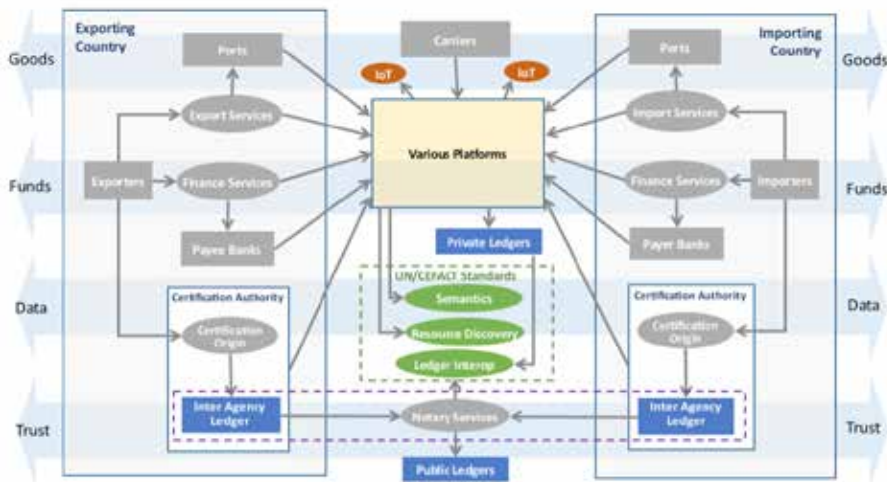 Exporting
Country
Importing
Country
Goods
Ports
Carriers
Ports
Goods
IoT
IoT
Export Services
Various Platforms
Import Services
Funds
Exporters
Finance Services
Finance Services
Importers
Funds
Payee Banks
Private Ledgers
Payer Banks
UN/CEFACT Standards
Certification Authority
Certification Authority
Data
Semantics
Data
Certification
Origin
Resource Discovery
Certification
Origin
Ledger Interop
Trust
Inter Agency
Ledger
Notary Services
Inter Agency
Ledger
Trust
Public Ledgers